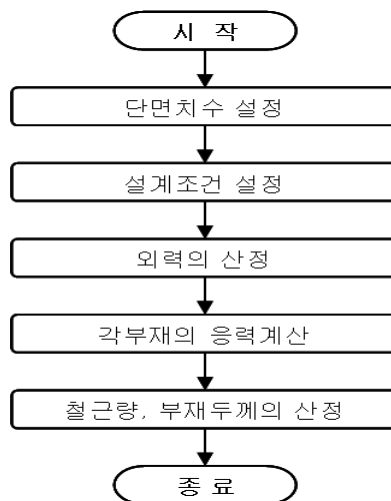 시 작
단면치수 설정
설계조건 설정
외력의 산정
각부재의 응력계산
철근량, 부재두께의 산정
종 료